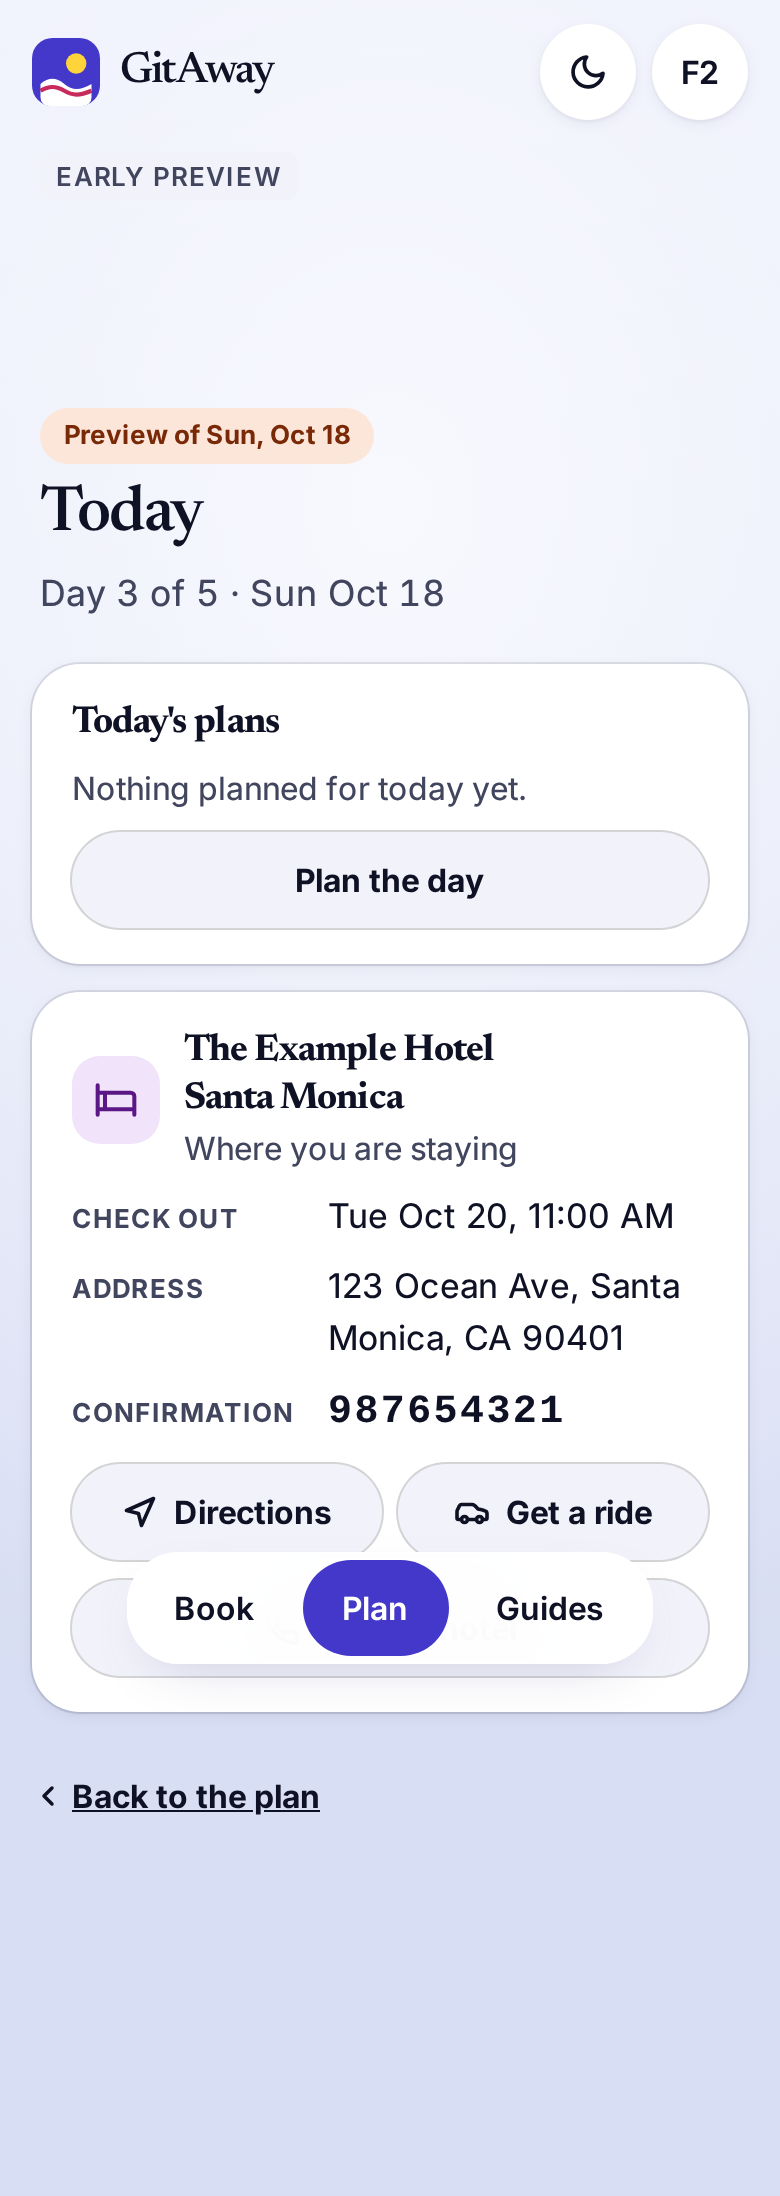 GitAway
F2
EARLY PREVIEW
Preview of Sun, Oct 18
Today
Day 3 of 5 · Sun Oct 18
Today's plans
Nothing planned for today yet.
Plan the day
The Example Hotel
Santa Monica
Where you are staying
CHECK OUT Tue Oct 20, 11:00 AM
ADDRESS 123 Ocean Ave, Santa
Monica, CA 90401
CONFIRMATION 987654321
Directions Get a ride
Book Plan Guides
Back to the plan